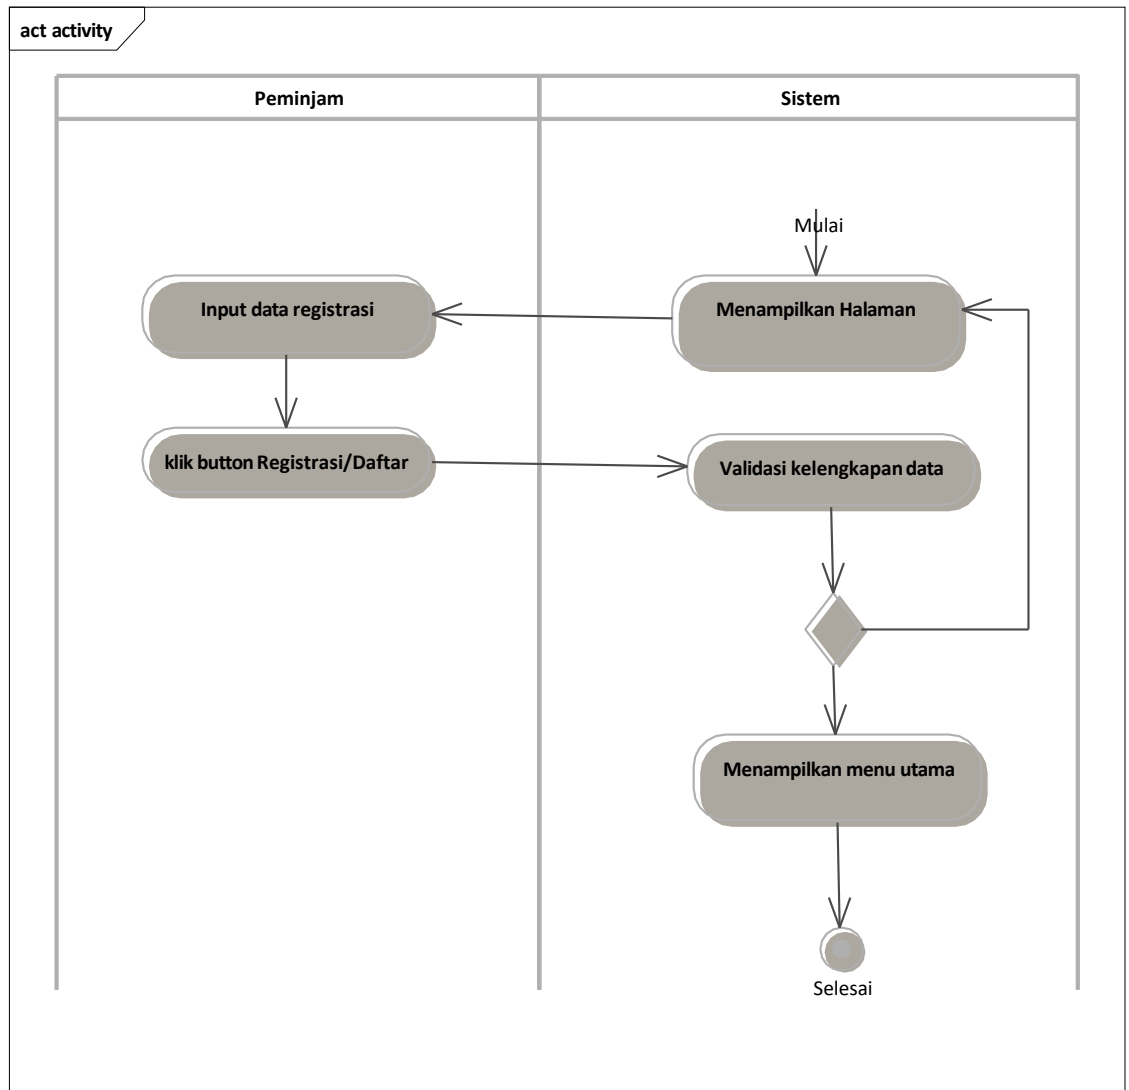 act activity
Peminjam
Sistem
Mulai
Input data registrasi
Menampilkan Halaman
klik button Registrasi/Daftar
Validasi kelengkapan data
Menampilkan menu utama
Selesai